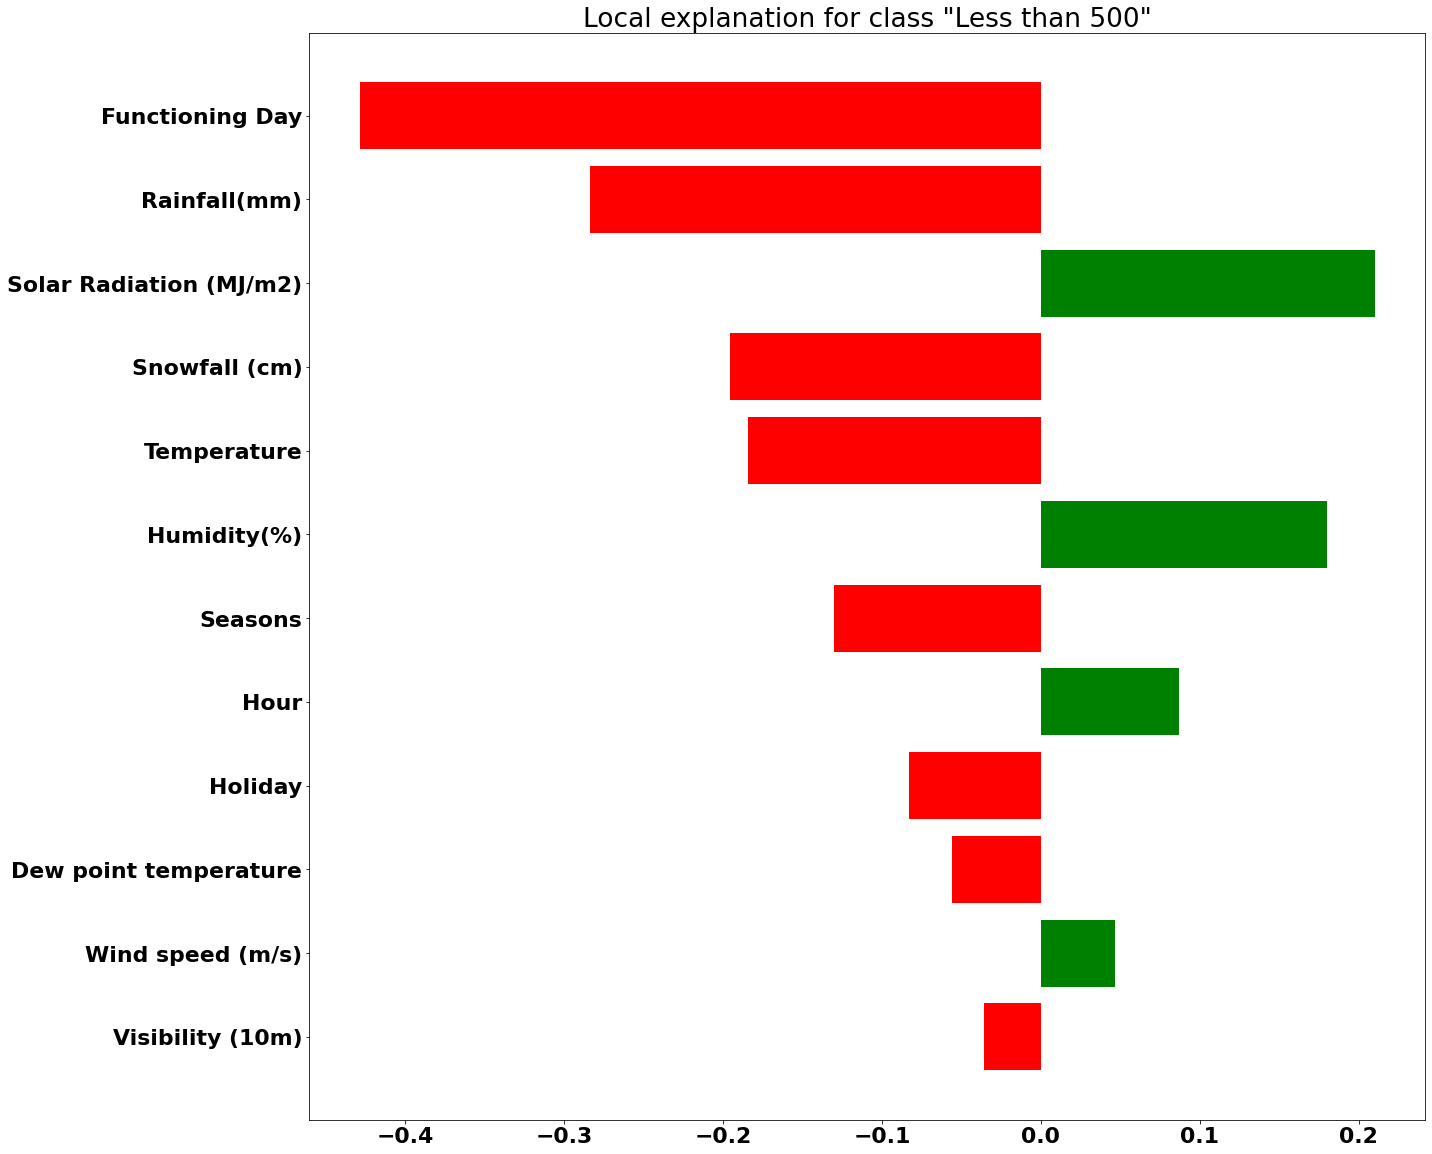 Local explanation for class "Less than 500"
Functioning Day
Rainfall(mm)
Solar Radiation (MJ/m2)
Snowfall (cm)
Temperature
Humidity(%)
Seasons
Hour
Holiday
Dew point temperature
Wind speed (m/s)
Visibility (10m)
−0.4 −0.3 −0.2 −0.1 0.0 0.1 0.2